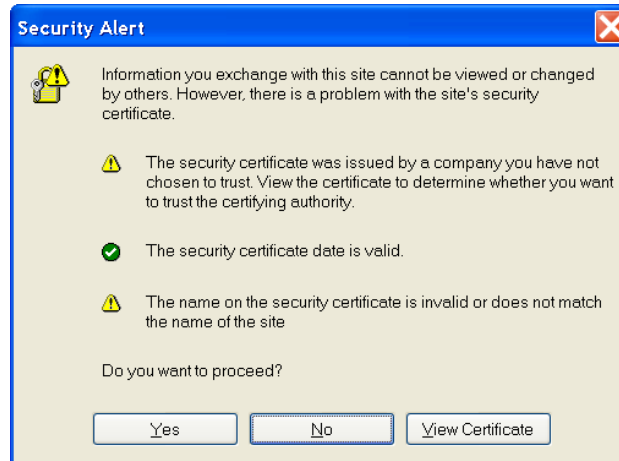 Security Alert
Information you exchange with this site cannot be viewed or changed
by others. However, there is a problem with the site's security
certificate.
The security certificate was issued by a company you have not
chosen to trust. View the certificate to determine whether you want
to trust the certifying authority.
The security certificate date is valid.
The name on the security certificate is invalid or does not match
the name of the site
Do you want to proceed?
Yes No View Certificate